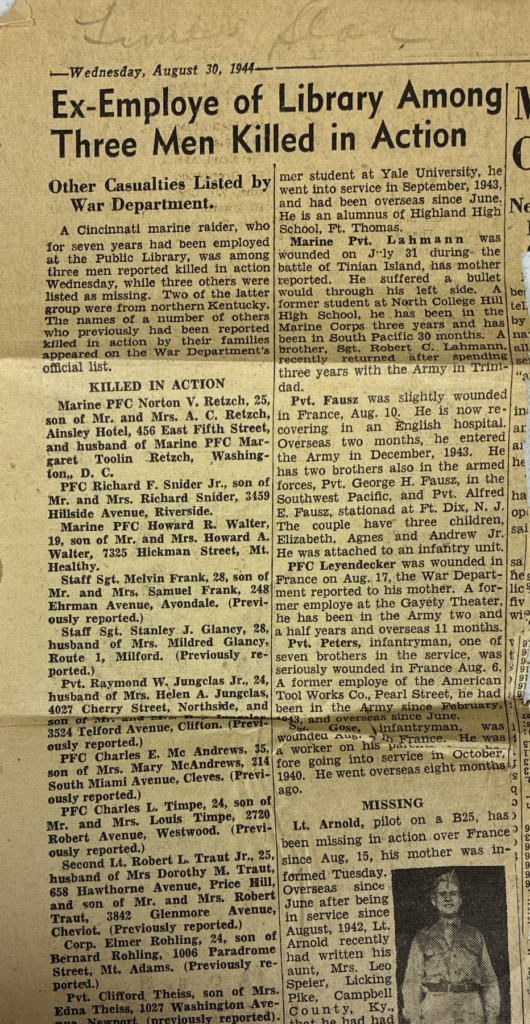 Times Star
—Wednesday, August 30, 1944—
Ex-Employe of Library Among
Three Men Killed in Action
Other Casualties Listed by
War Department.
A Cincinnati marine raider, who
for seven years had been employed
at the Public Library, was among
three men reported killed in action
Wednesday, while three others were
listed as missing. Two of the latter
group were from northern Kentucky.
The names of a number of others
who previously had been reported
killed in action by their families
appeared on the War Department's
official list.
KILLED IN ACTION
Marine PFC Norton V. Retzch, 25,
son of Mr. and Mrs. A. C. Retzch,
Ainsley Hotel, 456 East Fifth Street,
and husband of Marine PFC Mar-
garet Toolin Retzch, Washing-
ton,, D. C.
PFC Richard F. Snider Jr., son of
Mr. and Mrs. Richard Snider, 3459
Hillside Avenue, Riverside.
Marine PFC Howard R. Walter,
19, son of Mr. and Mrs. Howard A.
Walter, 7325 Hickman Street, Mt.
Healthy.
Staff Sgt. Melvin Frank, 28, son of
Mr. and Mrs. Samuel Frank, 248
Ehrman Avenue, Avondale. (Previ-
ously reported.)
Staff Sgt. Stanley J. Glancy, 28,
husband of Mrs. Mildred Glancy,
Route 1, Milford. (Previously re-
ported.)
Pvt. Raymond W. Jungclas Jr., 24,
husband of Mrs. Helen A. Jungclas,
4027 Cherry Street, Northside, and
son of Mr. and Mrs.
3524 Telford Avenue, Clifton. (Previ-
ously reported.)
PFC Charles E. Mc Andrews, 35,
son of Mrs. Mary McAndrews, 214
South Miami Avenue, Cleves. (Previ-
ously reported.)
PFC Charles L. Timpe, 24, son of
Mr. and Mrs. Louis Timpe, 2720
Robert Avenue, Westwood. (Previ-
ously reported.)
Second Lt. Robert L. Traut Jr., 25,
husband of Mrs Dorothy M. Traut,
658 Hawthorne Avenue, Price Hill,
and son of Mr. and Mrs. Robert
Traut, 3842 Glenmore Avenue,
Cheviot. (Previously reported.)
Corp. Elmer Rohling, 24, son of
Bernard Rohling, 1006 Paradrome
Street, Mt. Adams. (Previously re-
ported.)
Pvt. Clifford Theiss, son of Mrs.
Edna Theiss, 1027 Washington Ave-
nue, Newport (previously reported).
mer student at Yale University, he
went into service in September, 1943,
and had been overseas since June.
He is an alumnus of Highland High
School, Ft. Thomas.
Marine Pvt. Lahmann was
wounded on July 31 during the
battle of Tinian Island, has mother
reported. He suffered a bullet
would through his left side. A
former student at North College Hill
High School, he has been in the
Marine Corps three years and has
been in South Pacific 30 months. A
brother, Sgt. Robert C. Lahmann,
recently returned after spending
three years with the Army in Trini-
dad.
Pvt. Fausz was slightly wounded
in France, Aug. 10. He is now re-
covering in an English hospital.
Overseas two months, he entered
the Army in December, 1943. He
has two brothers also in the armed
forces, Pvt. George H. Fausz, in the
Southwest Pacific, and Pvt. Alfred
E. Fausz, stationad at Ft. Dix, N. J.
The couple have three children,
Elizabeth, Agnes and Andrew Jr.
He was attached to an infantry unit.
PFC Leyendecker was wounded in
France on Aug. 17, the War Depart-
ment reported to his mother. A for-
mer employe at the Gayety Theater,
he has been in the Army two and
a half years and overseas 11 months.
Pvt. Peters, infantryman, one of
seven brothers in the service, was
seriously wounded in France Aug. 6.
A former employe of the American
Tool Works Co., Pearl Street, he had
been in the Army since February,
1943, and overseas since June.
Gose, infantryman, was
wounded in France. He was
a worker on his
fore going into service in October,
1940. He went overseas eight months
ago.
MISSING
Lt. Arnold, pilot on a B25, has
been missing in action over France
since Aug, 15, his mother was in-
formed Tuesday.
Overseas since
June after being
in service since
August, 1942, Lt.
Arnold recently
had written his
aunt, Mrs. Leo
Speier, Licking
Pike, Campbell
County, Ky.,
that he had had